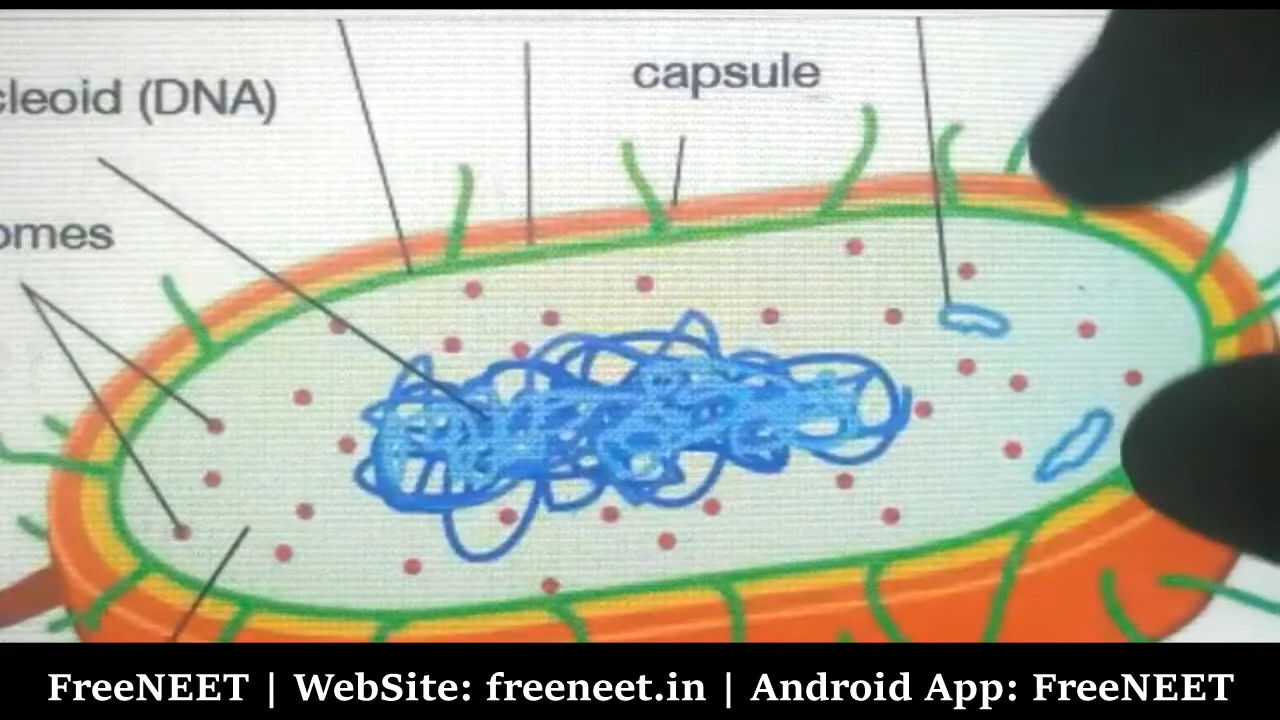 capsule
cleoid (DNA)
omes
FreeNEET | WebSite: freeneet.in | Android App: FreeNEET